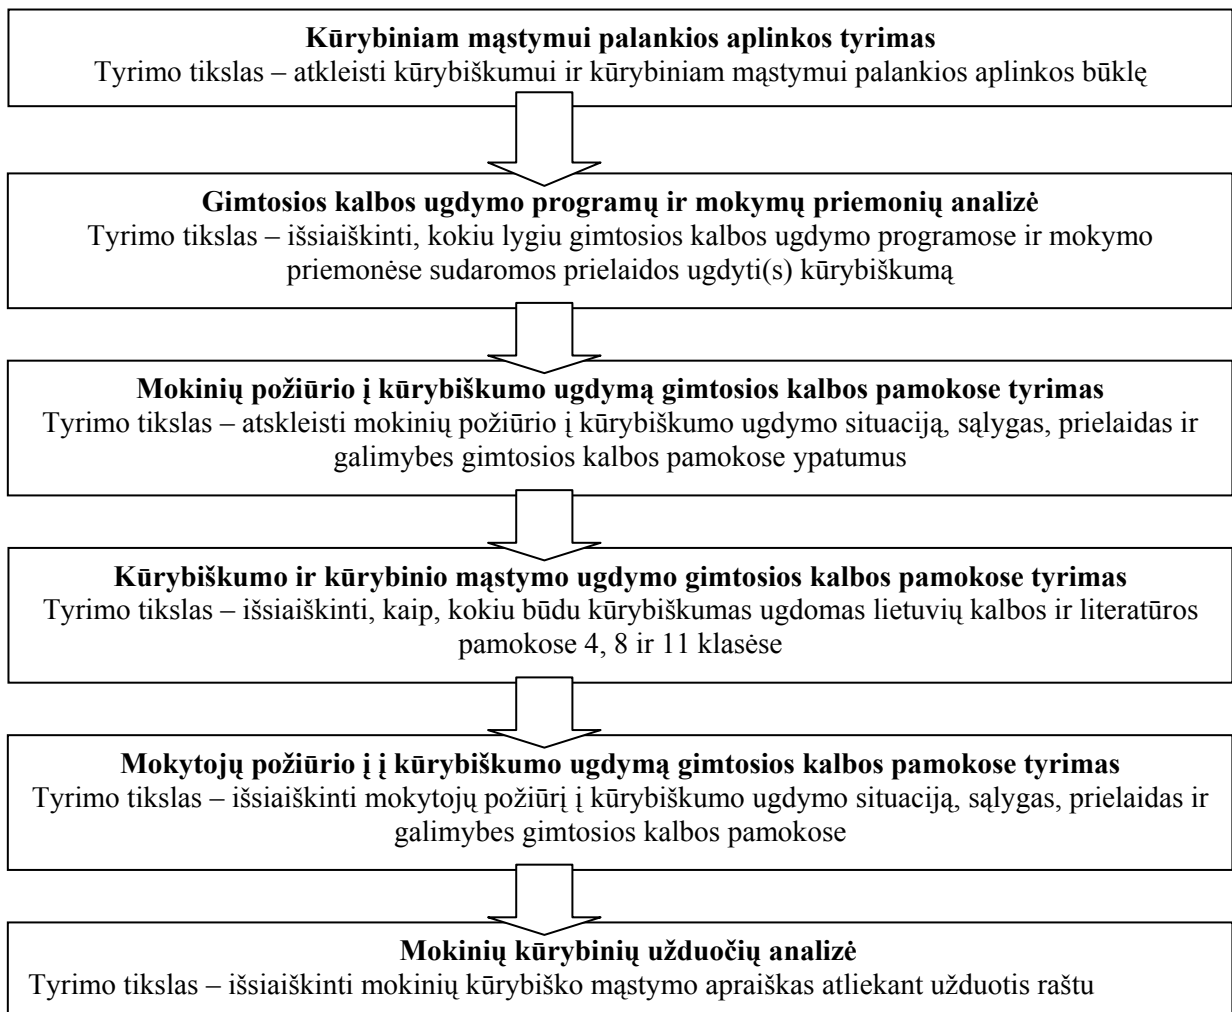 Kūrybiniam mąstymui palankios aplinkos tyrimas
Tyrimo tikslas – atkleisti kūrybiškumui ir kūrybiniam mąstymui palankios aplinkos būklę
Gimtosios kalbos ugdymo programų ir mokymų priemonių analizė
Tyrimo tikslas – išsiaiškinti, kokiu lygiu gimtosios kalbos ugdymo programose ir mokymo
priemonėse sudaromos prielaidos ugdyti(s) kūrybiškumą
Mokinių požiūrio į kūrybiškumo ugdymą gimtosios kalbos pamokose tyrimas
Tyrimo tikslas – atskleisti mokinių požiūrio į kūrybiškumo ugdymo situaciją, sąlygas, prielaidas ir
galimybes gimtosios kalbos pamokose ypatumus
Kūrybiškumo ir kūrybinio mąstymo ugdymo gimtosios kalbos pamokose tyrimas
Tyrimo tikslas – išsiaiškinti, kaip, kokiu būdu kūrybiškumas ugdomas lietuvių kalbos ir literatūros
pamokose 4, 8 ir 11 klasėse
Mokytojų požiūrio į į kūrybiškumo ugdymą gimtosios kalbos pamokose tyrimas
Tyrimo tikslas – išsiaiškinti mokytojų požiūrį į kūrybiškumo ugdymo situaciją, sąlygas, prielaidas ir
galimybes gimtosios kalbos pamokose
Mokinių kūrybinių užduočių analizė
Tyrimo tikslas – išsiaiškinti mokinių kūrybiško mąstymo apraiškas atliekant užduotis raštu